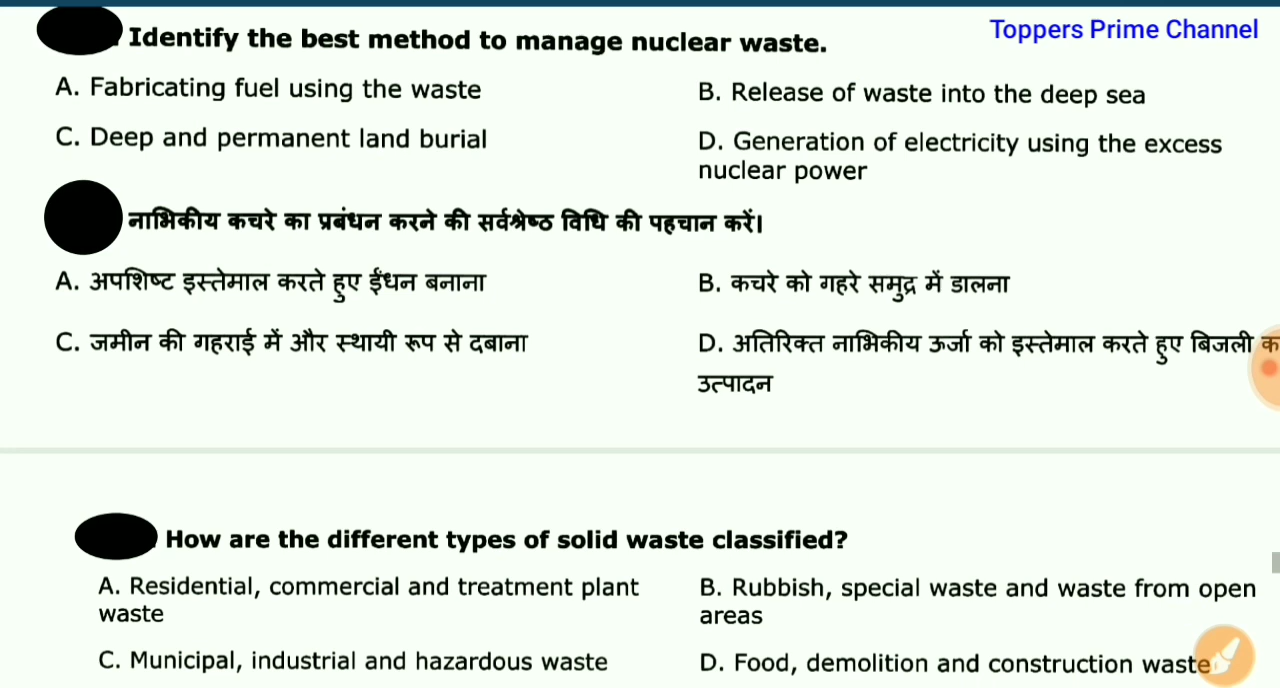 Toppers Prime Channel
Identify the best method to manage nuclear waste.
A. Fabricating fuel using the waste
B. Release of waste into the deep sea
C. Deep and permanent land burial
D. Generation of electricity using the excess
nuclear power
नाभिकीय कचरे का प्रबंधन करने की सर्वश्रेष्ठ विधि की पहचान करें।
A. अपशिष्ट इस्तेमाल करते हुए ईंधन बनाना
B. कचरे को गहरे समुद्र में डालना
C. जमीन की गहराई में और स्थायी रूप से दबाना
D. अतिरिक्त नाभिकीय ऊर्जा को इस्तेमाल करते हुए बिजली
उत्पादन
How are the different types of solid waste classified?
A. Residential, commercial and treatment plant
waste
B. Rubbish, special waste and waste from open
areas
C. Municipal, industrial and hazardous waste
D. Food, demolition and construction waste